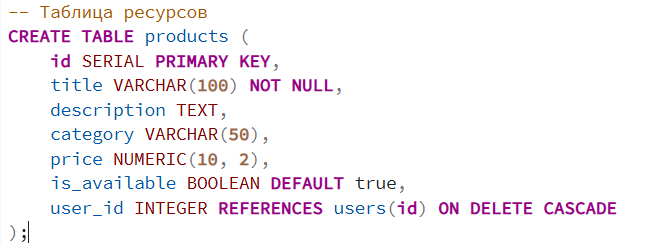 -- Таблица ресурсов
CREATE TABLE products (
    id SERIAL PRIMARY KEY,
    title VARCHAR(100) NOT NULL,
    description TEXT,
    category VARCHAR(50),
    price NUMERIC(10, 2),
    is_available BOOLEAN DEFAULT true,
    user_id INTEGER REFERENCES users(id) ON DELETE CASCADE
);